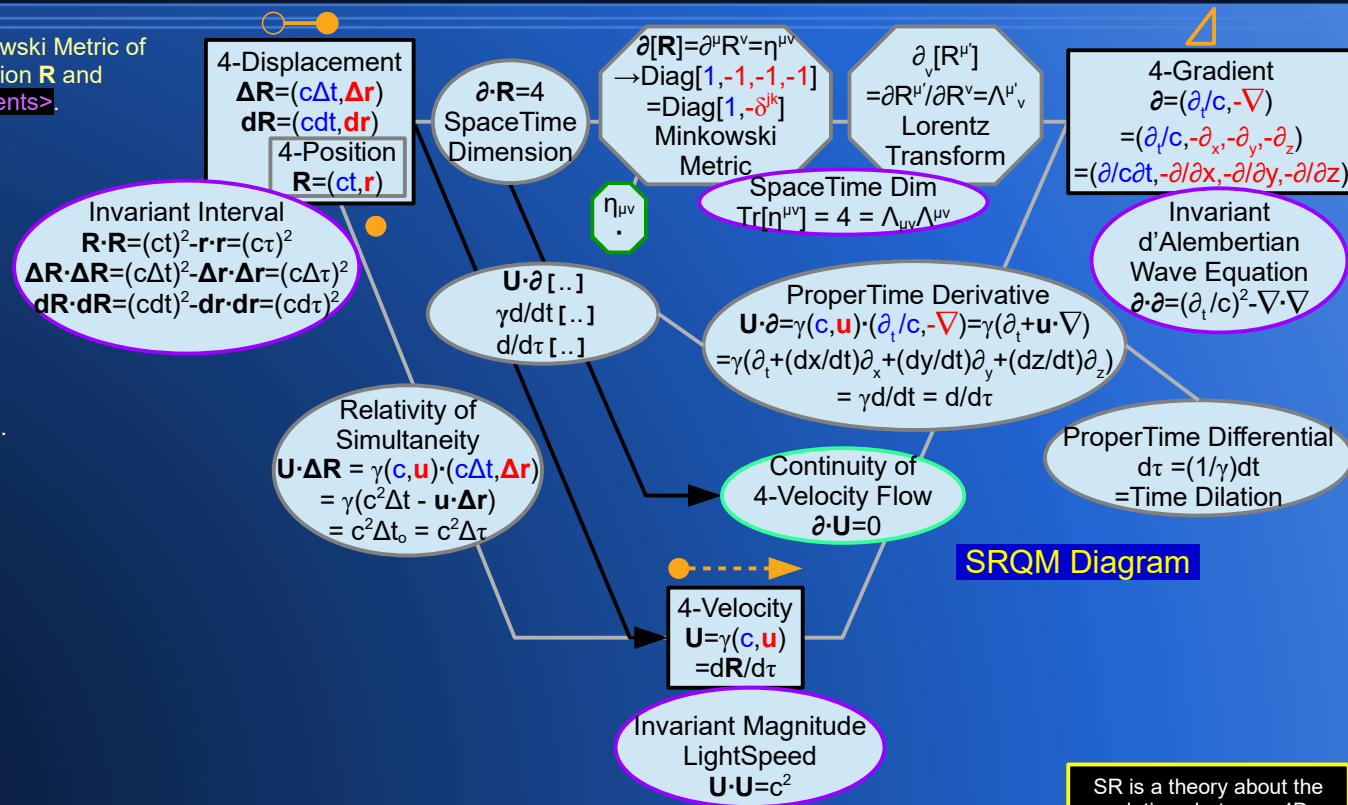 wski Metric of
ion R and
ents>.
4-Displacement
ΔR=(cΔt,Δr)
dR=(cdt,dr)
4-Position
R=(ct,r)
Invariant Interval
R·R=(ct)²-r·r=(cτ)²
ΔR·ΔR=(cΔt)²-Δr·Δr=(cΔτ)²
dR·dR=(cdt)²-dr·dr=(cdτ)²
∂·R=4
SpaceTime
Dimension
∂[R]=∂^μR^ν=η^μν
→Diag[1,-1,-1,-1]
=Diag[1,-δ^jk]
Minkowski
Metric
∂_ν[R^μ']
=∂R^μ'/∂R^ν=Λ^μ'_ν
Lorentz
Transform
4-Gradient
∂=(∂_t/c,-∇)
=(∂_t/c,-∂_x,-∂_y,-∂_z)
=(∂/c∂t,-∂/∂x,-∂/∂y,-∂/∂z)
η_μν
.
SpaceTime Dim
Tr[η^μν] = 4 = Λ_μνΛ^μν
Invariant
d'Alembertian
Wave Equation
∂·∂=(∂_t/c)²-∇·∇
U·∂[..]
γd/dt[..]
d/dτ[..]
ProperTime Derivative
U·∂=γ(c,u)·(∂_t/c,-∇)=γ(∂_t+u·∇)
=γ(∂_t+(dx/dt)∂_x+(dy/dt)∂_y+(dz/dt)∂_z)
= γd/dt = d/dτ
.
Relativity of
Simultaneity
U·ΔR = γ(c,u)·(cΔt,Δr)
= γ(c²Δt - u·Δr)
= c²Δt_o = c²Δτ
Continuity of
4-Velocity Flow
∂·U=0
ProperTime Differential
dτ =(1/γ)dt
=Time Dilation
SRQM Diagram
4-Velocity
U=γ(c,u)
=dR/dτ
Invariant Magnitude
LightSpeed
U·U=c²
SR is a theory about the